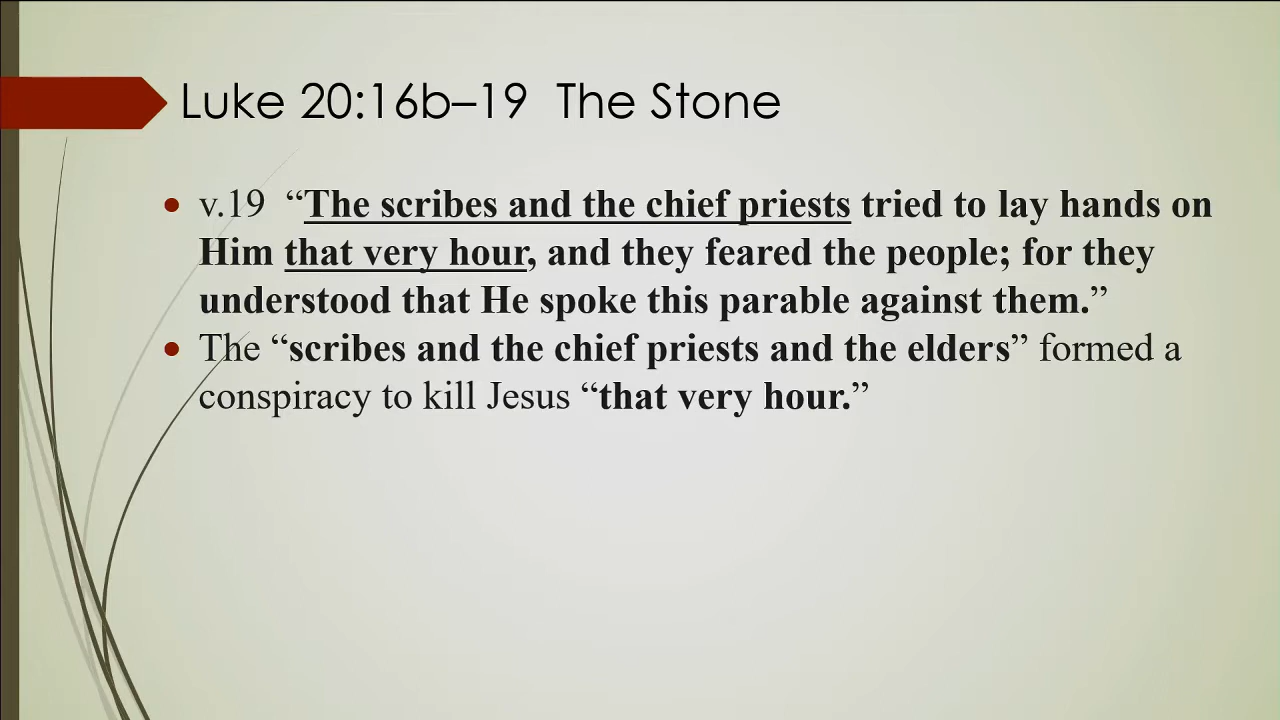 Luke 20:16b–19  The Stone
v.19  “The scribes and the chief priests tried to lay hands on
Him that very hour, and they feared the people; for they
understood that He spoke this parable against them.”
The “scribes and the chief priests and the elders” formed a
conspiracy to kill Jesus “that very hour.”